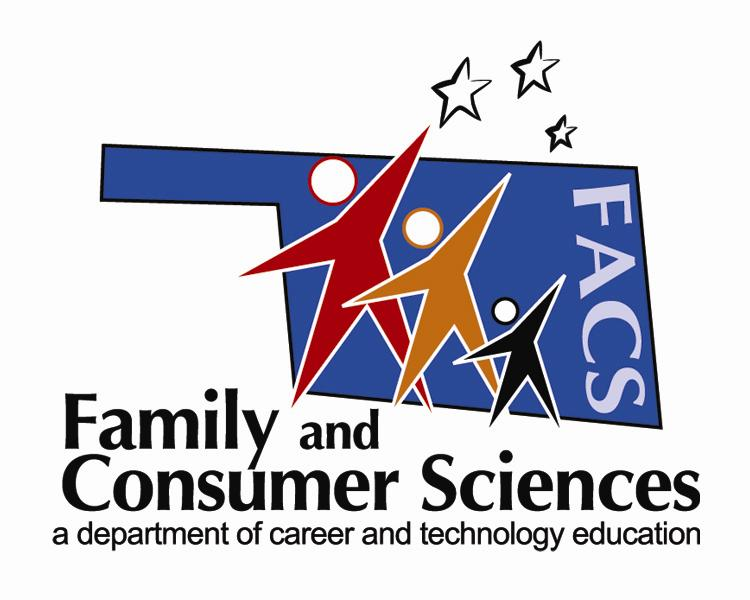 FACS
Family and
Consumer Sciences
a department of career and technology education